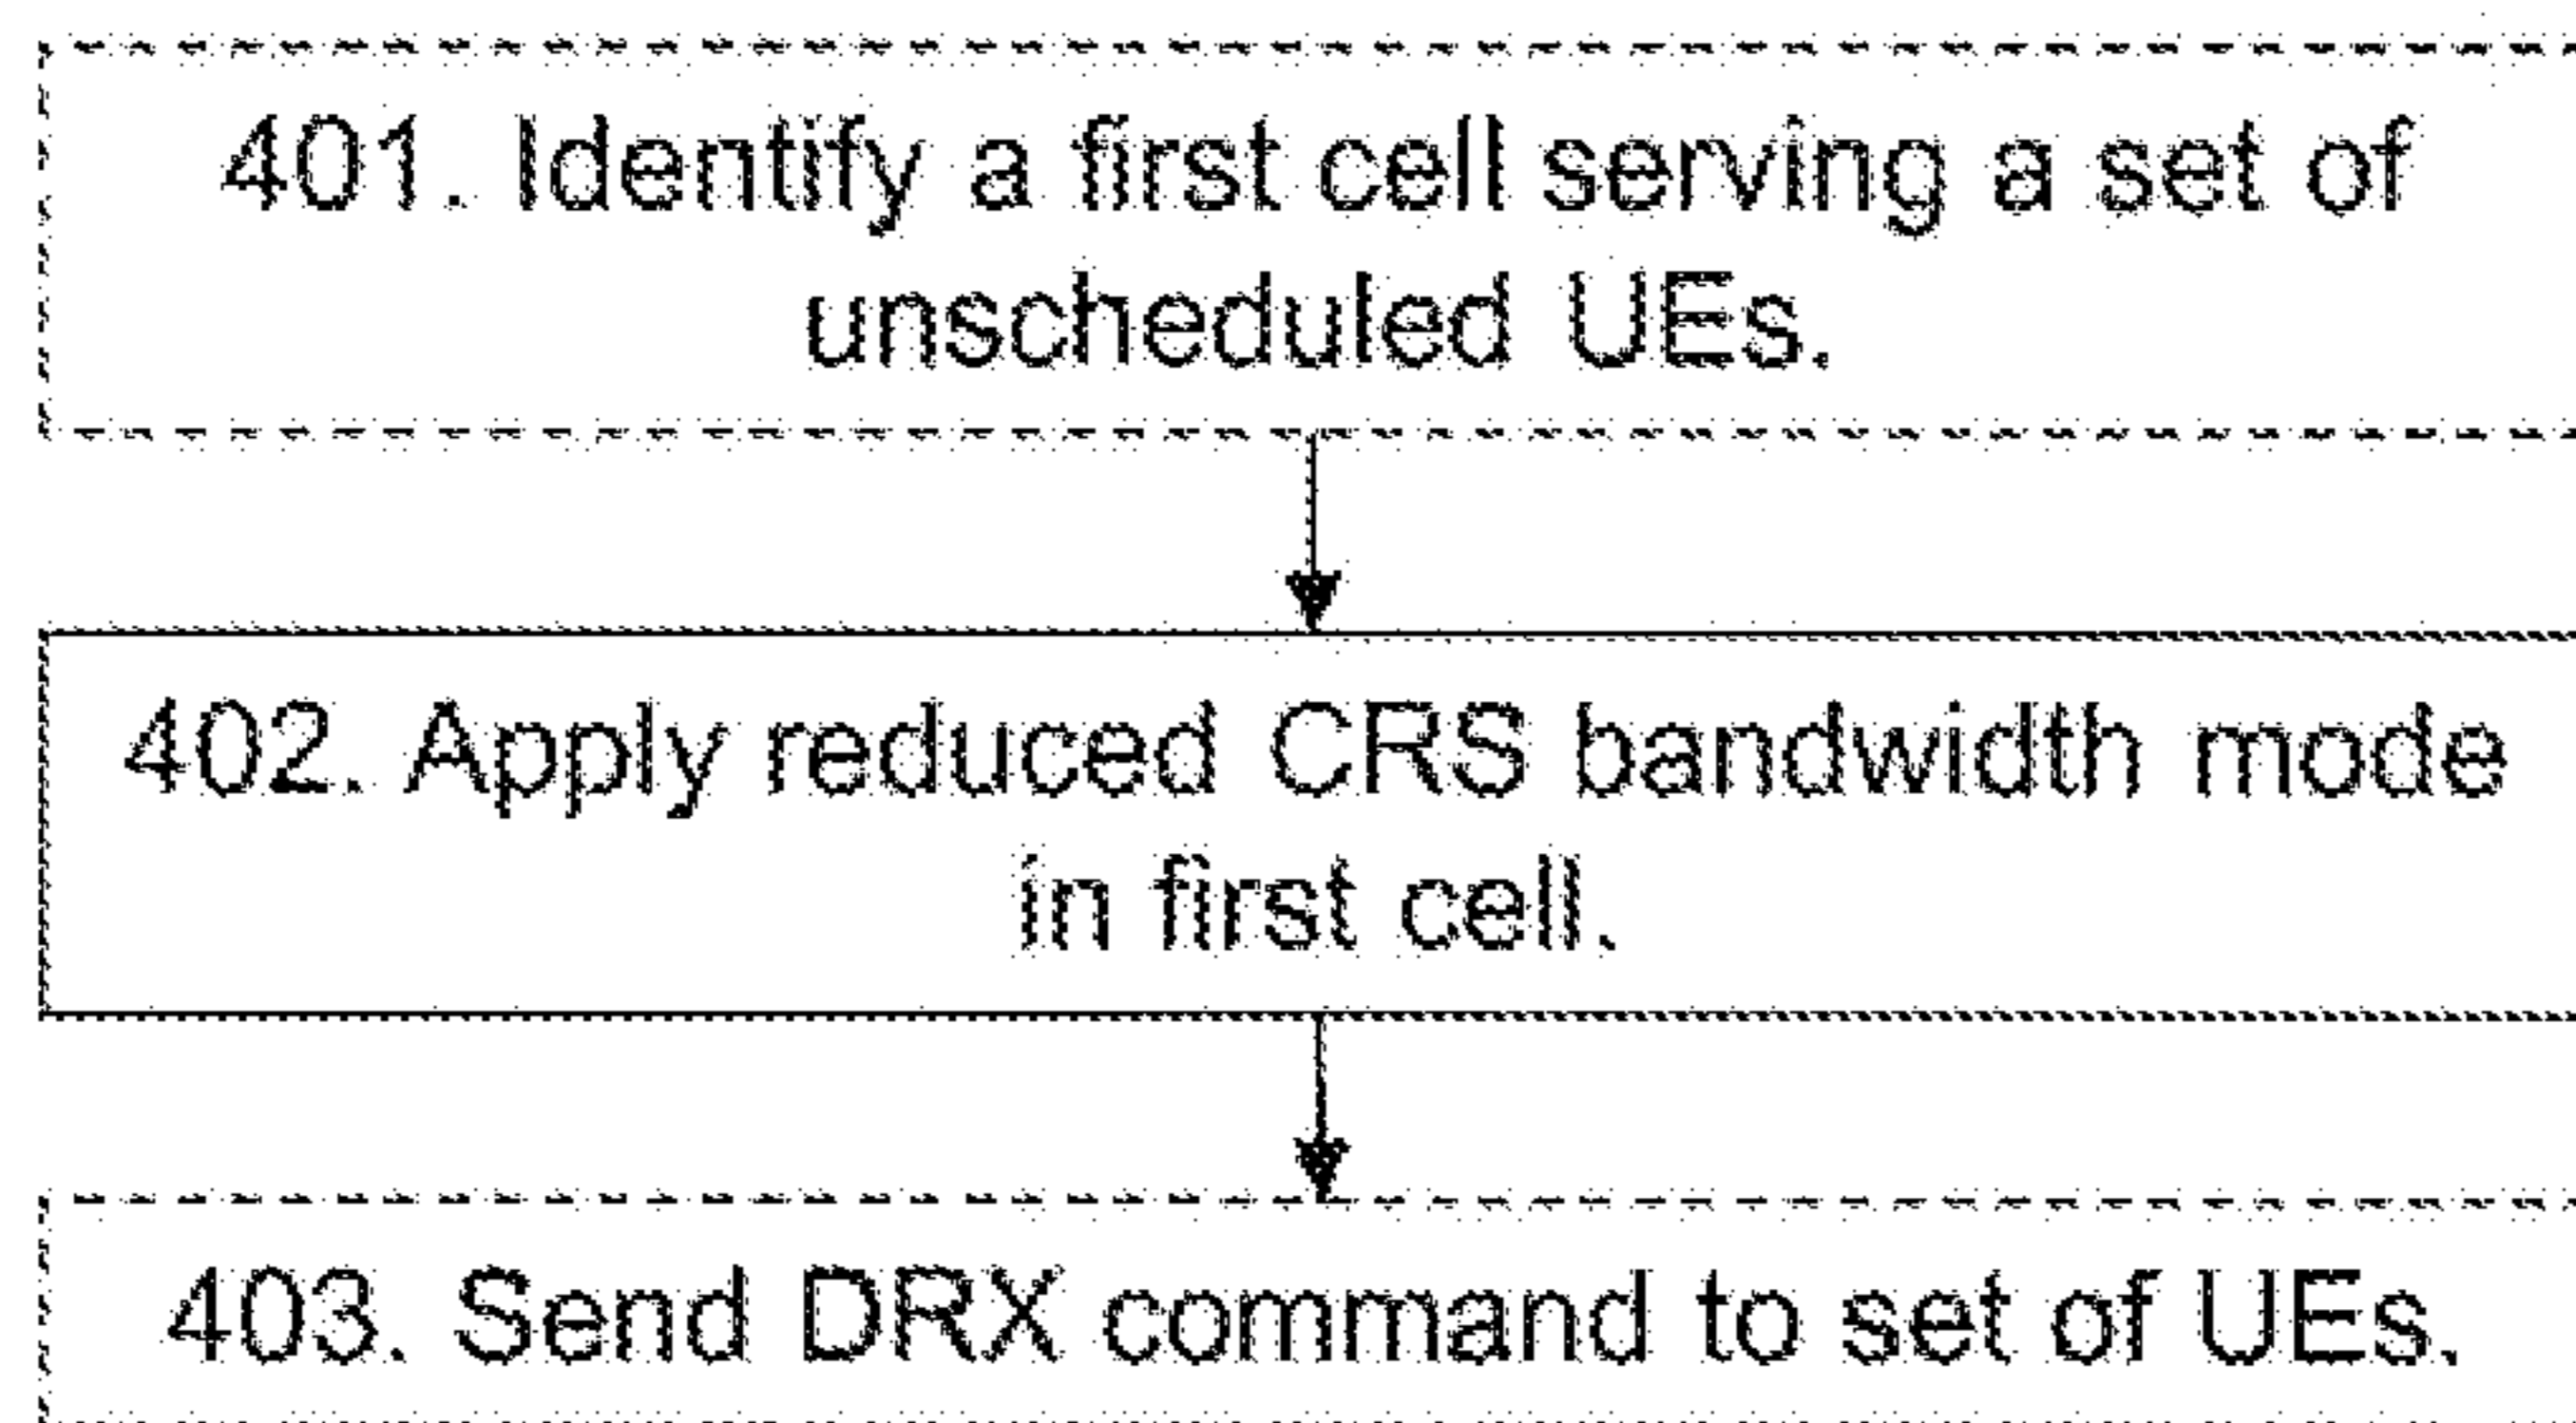 401. Identify a first cell serving a set of
unscheduled UEs.
402. Apply reduced CRS bandwidth mode
in first cell.
403. Send DRX command to set of UEs.